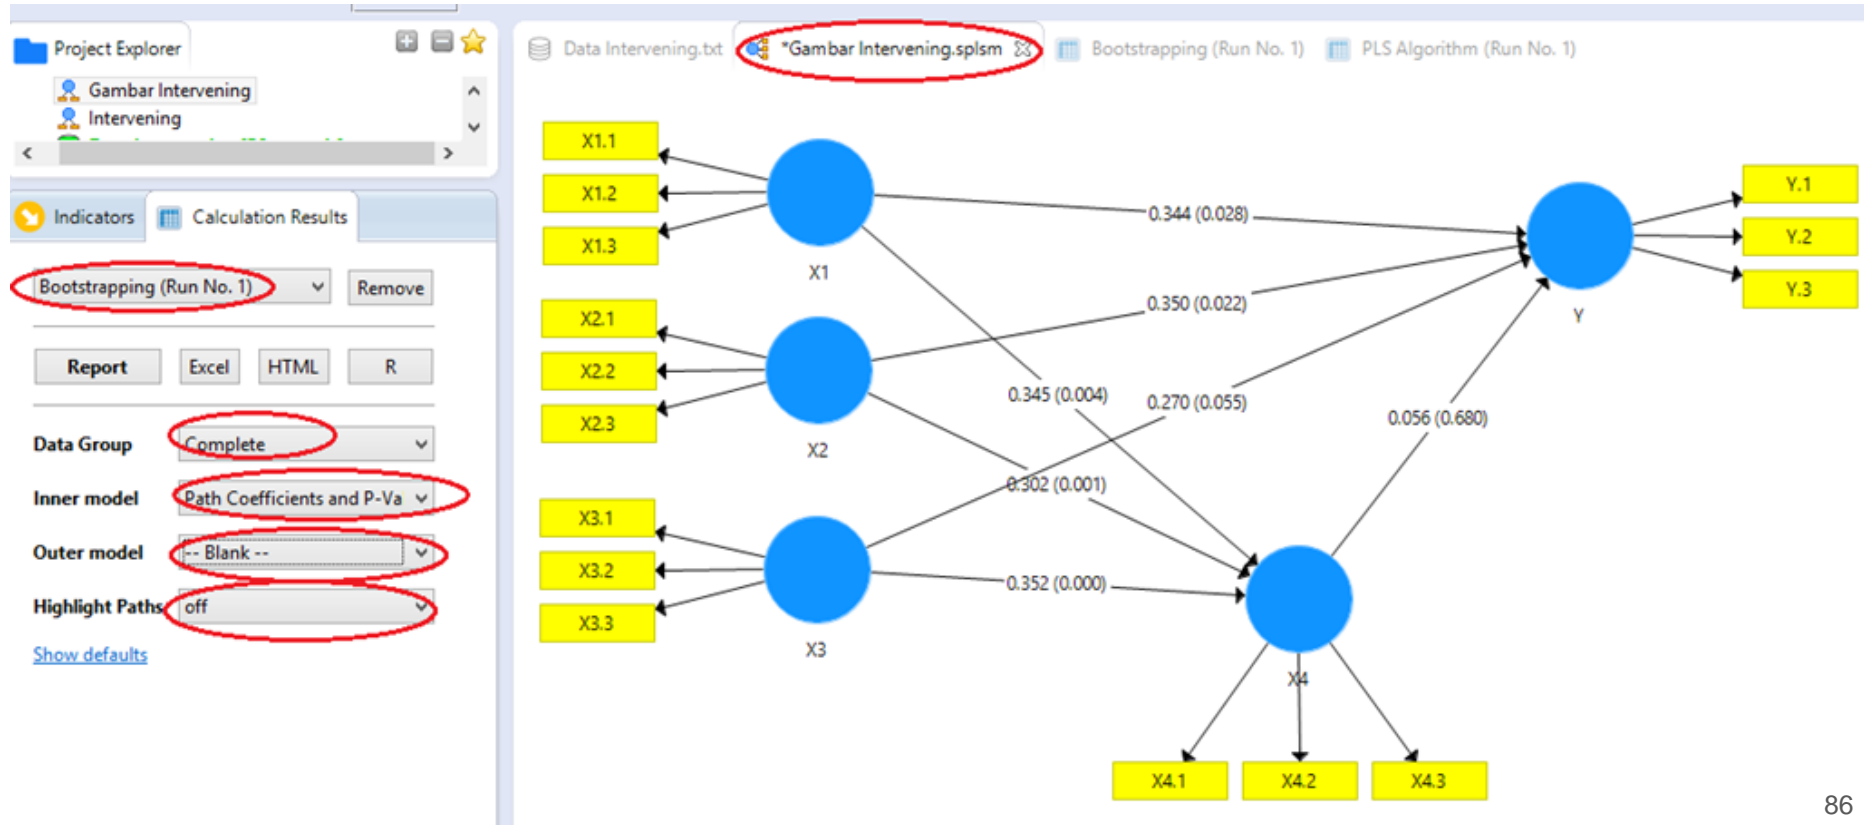 Project Explorer
Gambar Intervening
Intervening
Indicators
Calculation Results
Bootstrapping (Run No. 1)
Remove
Report
Excel
HTML
R
Data Group
Complete
Inner model
Path Coefficients and P-Va
Outer model
-- Blank --
Highlight Paths
off
Show defaults
Data Intervening.txt
*Gambar Intervening.splsm
Bootstrapping (Run No. 1)
PLS Algorithm (Run No. 1)
X1.1
X1.2
X1.3
X1
X2.1
X2.2
X2.3
X2
X3.1
X3.2
X3.3
X3
0.344 (0.028)
0.350 (0.022)
0.345 (0.004)
0.270 (0.055)
0.056 (0.680)
0.302 (0.001)
0.352 (0.000)
Y
Y.1
Y.2
Y.3
X4
X4.1
X4.2
X4.3
86